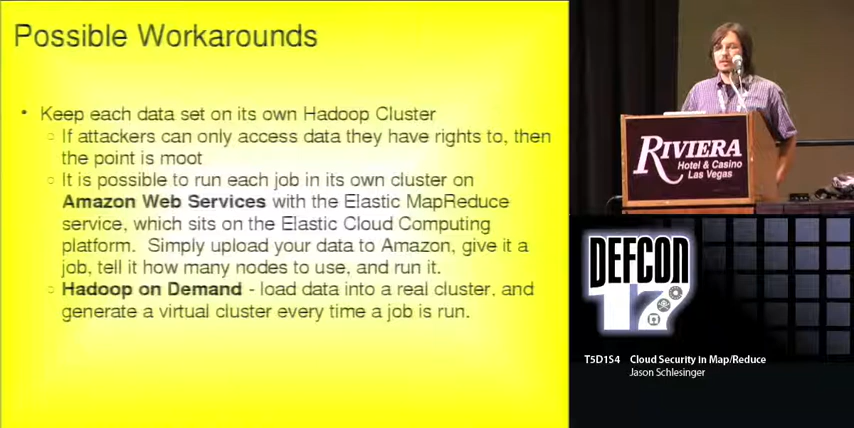 Possible Workarounds
• Keep each data set on its own Hadoop Cluster
○ If attackers can only access data they have rights to, then
the point is moot
○ It is possible to run each job in its own cluster on
Amazon Web Services with the Elastic MapReduce
service, which sits on the Elastic Cloud Computing
platform. Simply upload your data to Amazon, give it a
job, tell it how many nodes to use, and run it.
○ Hadoop on Demand - load data into a real cluster, and
generate a virtual cluster every time a job is run.
RIVIERA
Hotel & Casino
Las Vegas
DEFCON
17
T5D1S4 Cloud Security in Map/Reduce
Jason Schlesinger